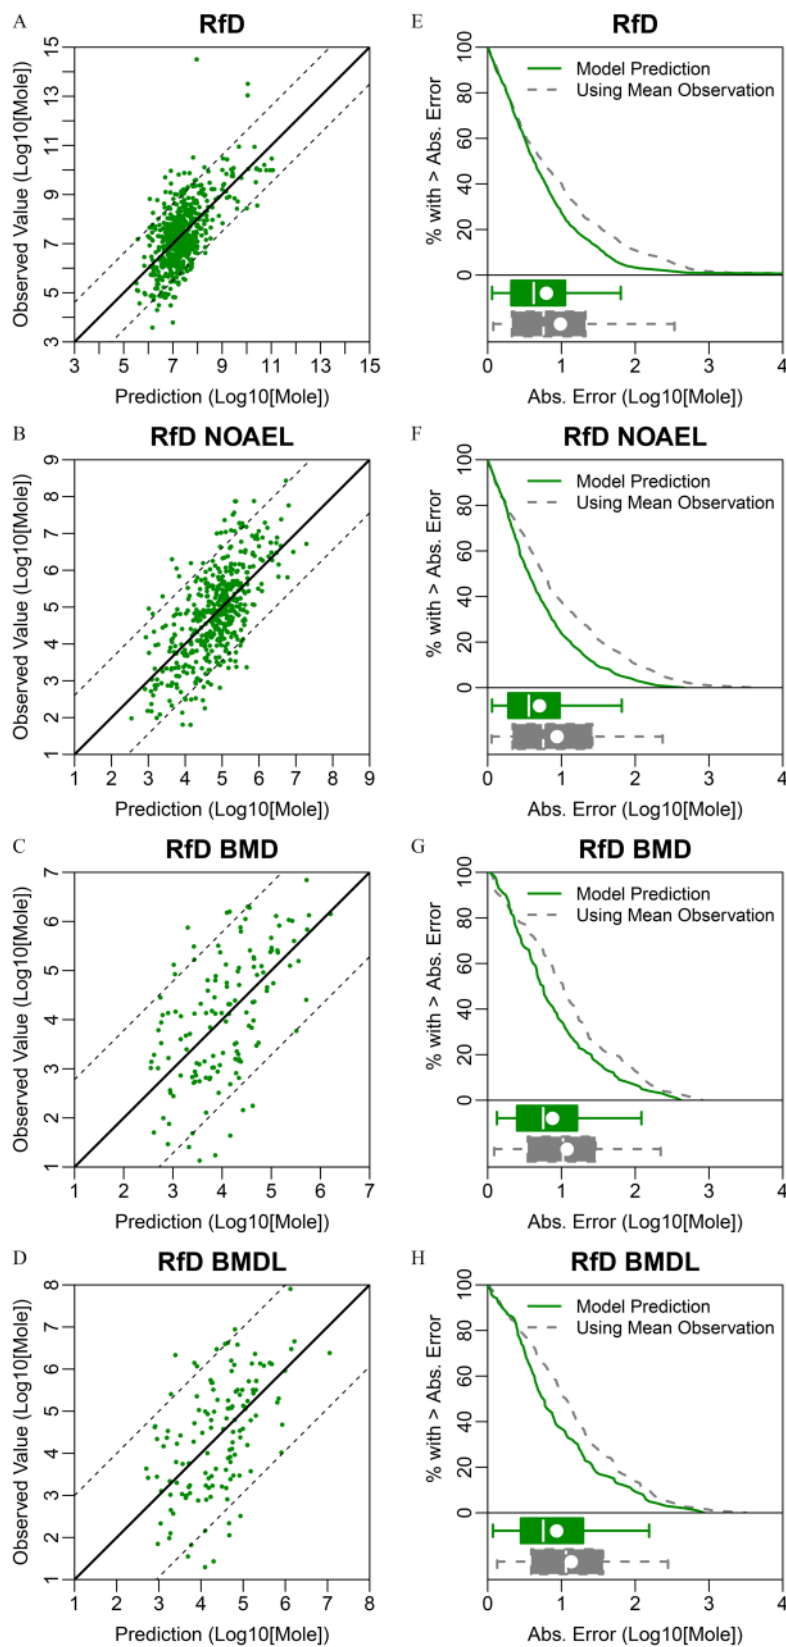 A
RfD
Observed Value (Log10[Mole])
15
13
11
9
7
5
3
3 5 7 9 11 13 15
Prediction (Log10[Mole])
E
RfD
% with > Abs. Error
100
80
60
40
20
0
Model Prediction
Using Mean Observation
0 1 2 3 4
Abs. Error (Log10[Mole])
B
RfD NOAEL
Observed Value (Log10[Mole])
9
8
7
6
5
4
3
2
1
1 2 3 4 5 6 7 8 9
Prediction (Log10[Mole])
F
RfD NOAEL
% with > Abs. Error
100
80
60
40
20
0
Model Prediction
Using Mean Observation
0 1 2 3 4
Abs. Error (Log10[Mole])
C
RfD BMD
Observed Value (Log10[Mole])
7
6
5
4
3
2
1
1 2 3 4 5 6 7
Prediction (Log10[Mole])
G
RfD BMD
% with > Abs. Error
100
80
60
40
20
0
Model Prediction
Using Mean Observation
0 1 2 3 4
Abs. Error (Log10[Mole])
D
RfD BMDL
Observed Value (Log10[Mole])
8
7
6
5
4
3
2
1
1 2 3 4 5 6 7 8
Prediction (Log10[Mole])
H
RfD BMDL
% with > Abs. Error
100
80
60
40
20
0
Model Prediction
Using Mean Observation
0 1 2 3 4
Abs. Error (Log10[Mole])